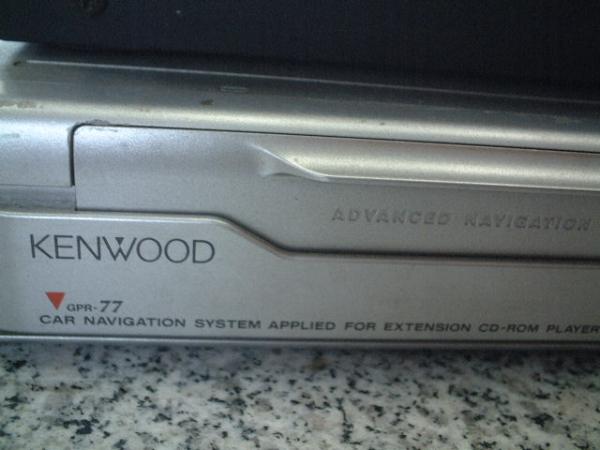 ADVANCED NAVIGATION
KENWOOD
GPR-77
CAR NAVIGATION SYSTEM APPLIED FOR EXTENSION CD-ROM PLAYER